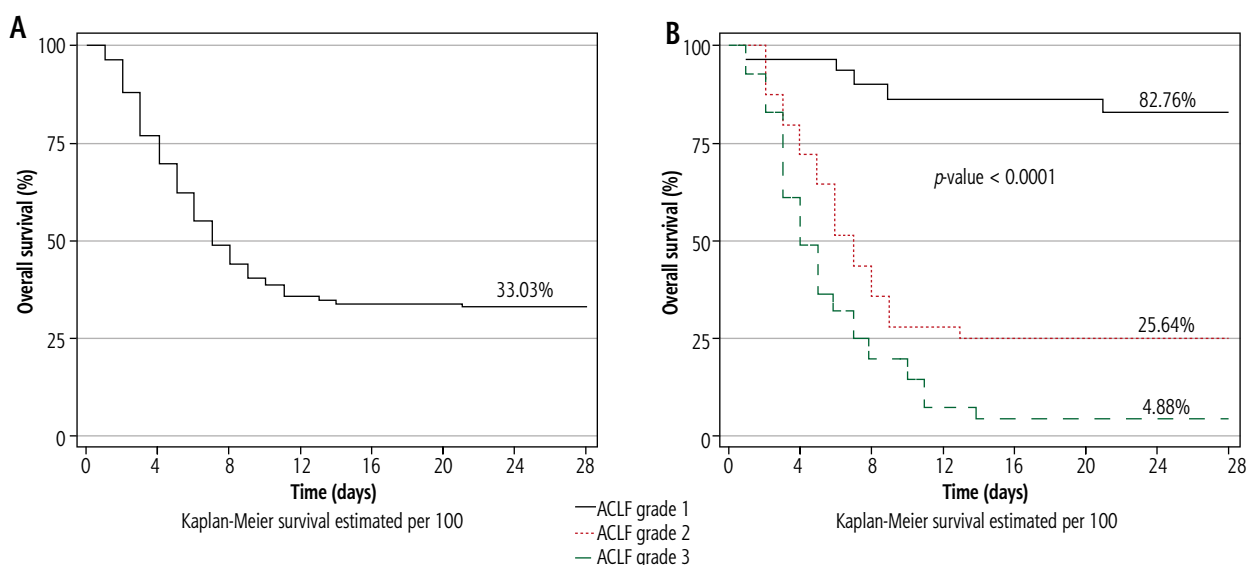 A
Overall survival (%)
100
75
50
25
0
33.03%
0 4 8 12 16 20 24 28
Time (days)
Kaplan-Meier survival estimated per 100
B
Overall survival (%)
100
75
50
25
0
82.76%
p-value < 0.0001
25.64%
4.88%
0 4 8 12 16 20 24 28
Time (days)
Kaplan-Meier survival estimated per 100
ACLF grade 1
ACLF grade 2
ACLF grade 3